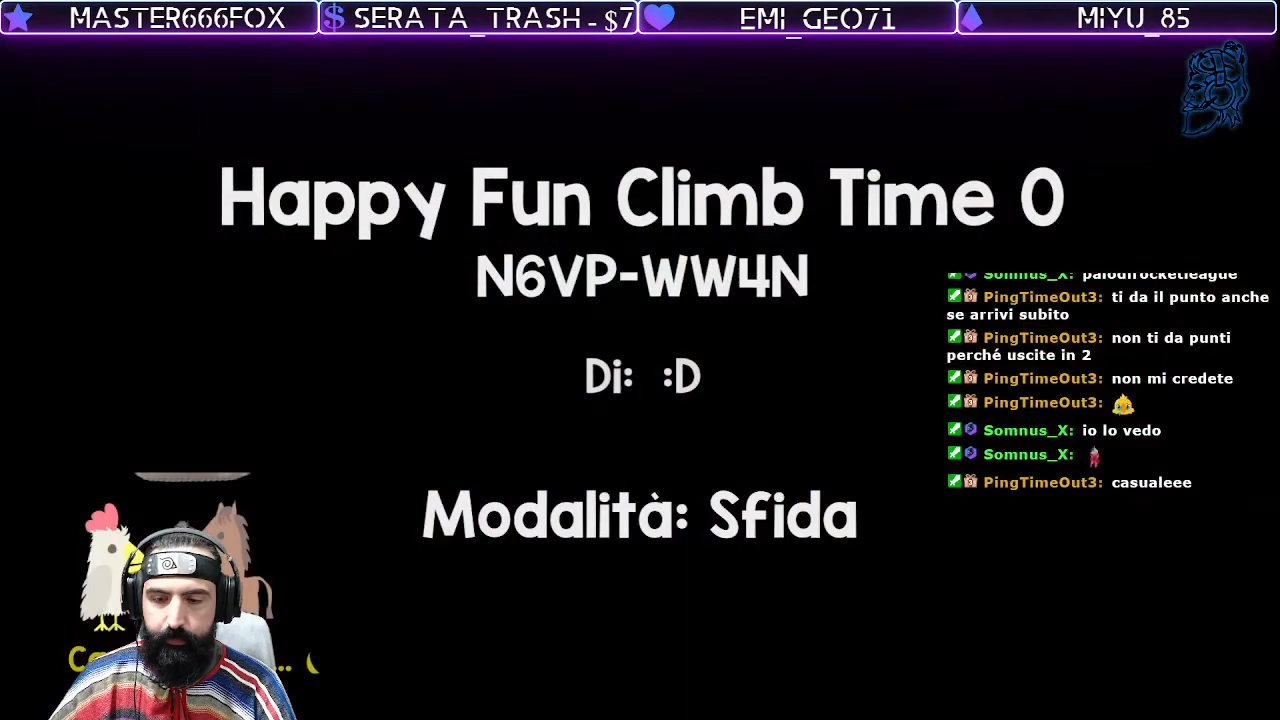 MASTER666FOX
SERATA_TRASH - $7
EMI_GEO71
MIYU_85
Happy Fun Climb Time 0
N6VP-WW4N
Di: :D
Modalità: Sfida
Somnus_X: palodirocketleague
PingTimeOut3: ti da il punto anche
se arrivi subito
PingTimeOut3: non ti da punti
perché uscite in 2
PingTimeOut3: non mi credete
PingTimeOut3:
Somnus_X: io lo vedo
Somnus_X:
PingTimeOut3: casualeee